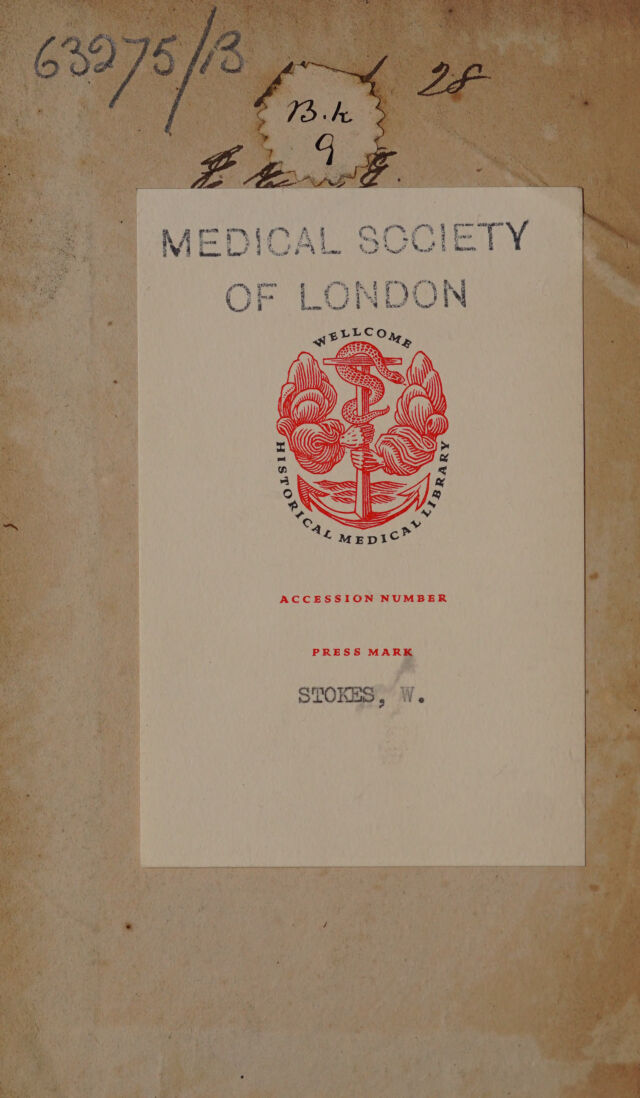 63275/B
28
B.k
9
MEDICAL SOCIETY
OF LONDON
WELLCOME
HISTORICAL MEDICAL LIBRARY
ACCESSION NUMBER
PRESS MARK
STOKES, W.